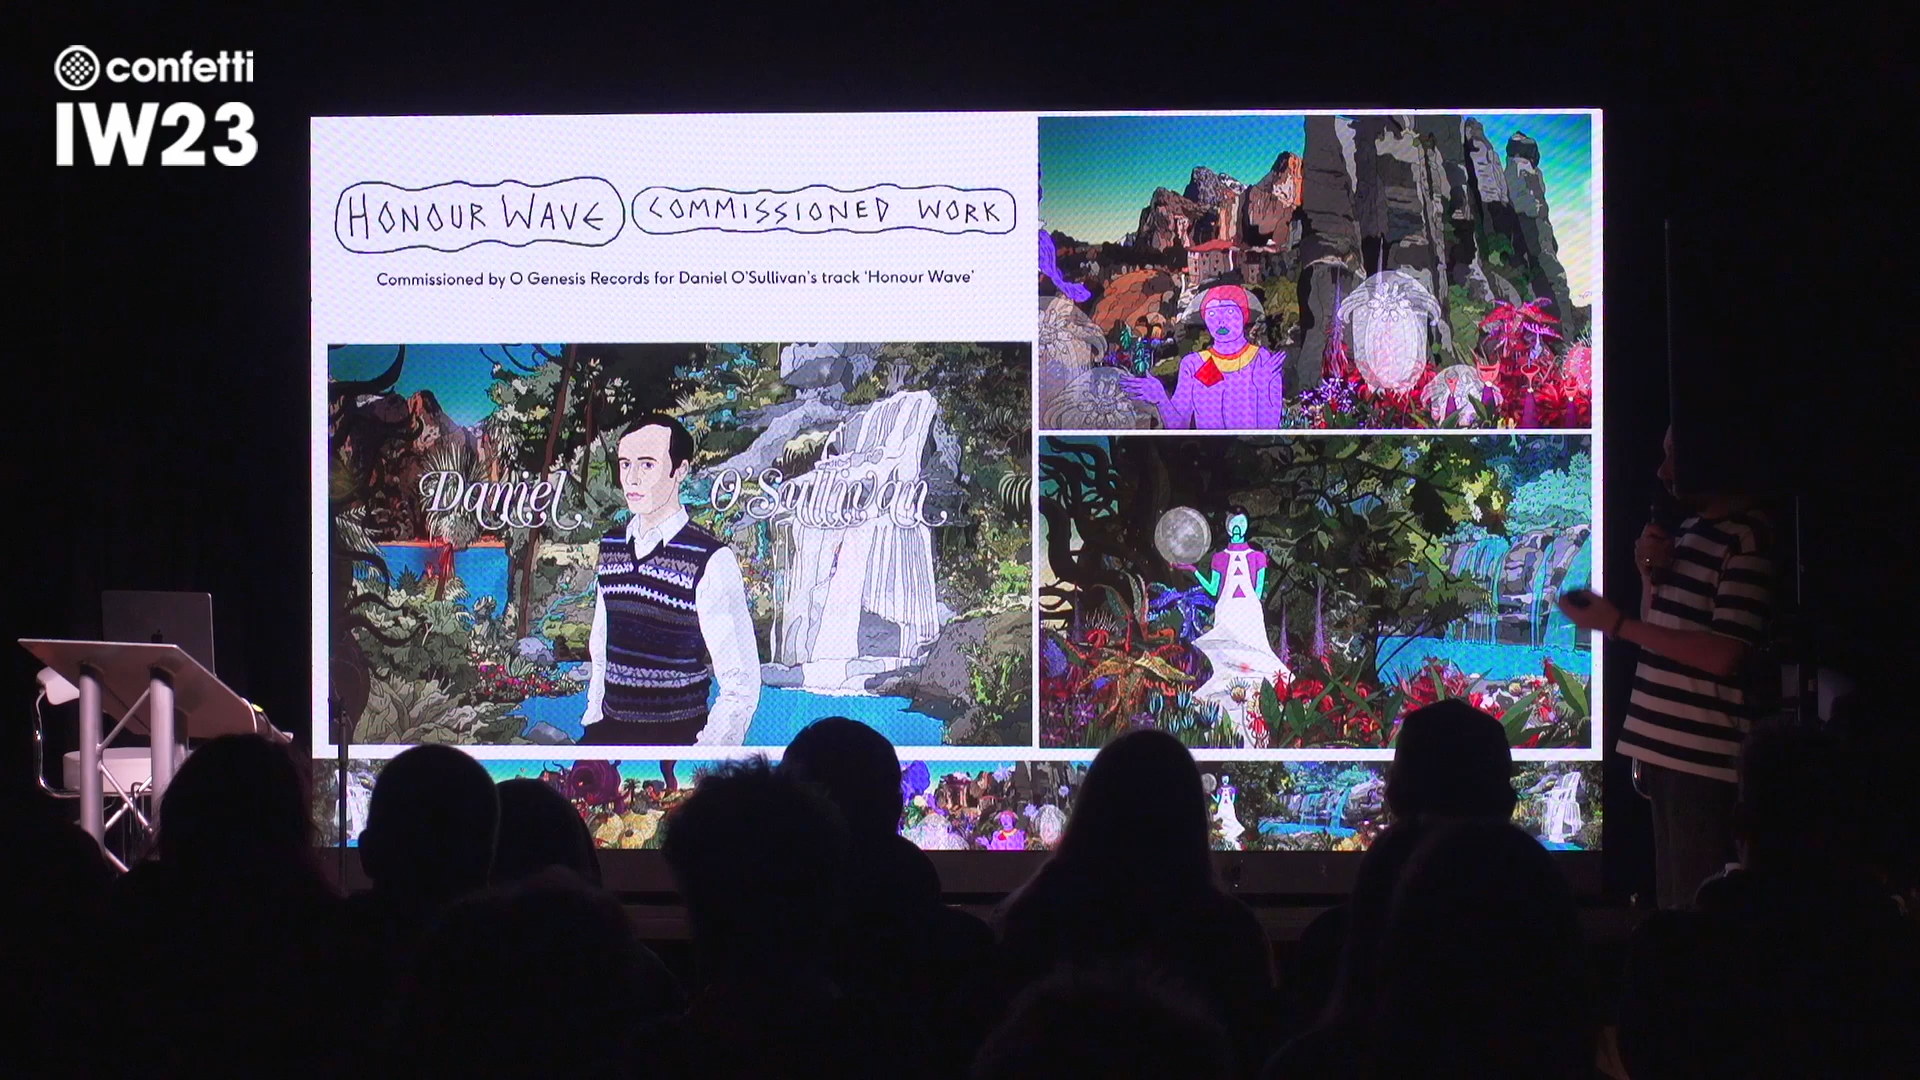 confetti
IW23
HONOUR WAVE COMMISSIONED WORK
Commissioned by O Genesis Records for Daniel O'Sullivan's track 'Honour Wave'
Daniel O'Sullivan